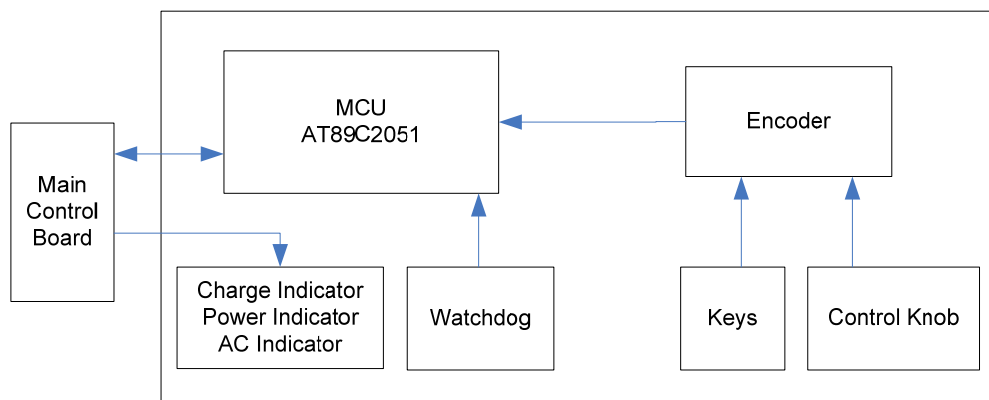 MCU
AT89C2051
Encoder
Main
Control
Board
Charge Indicator
Power Indicator
AC Indicator
Watchdog
Keys
Control Knob